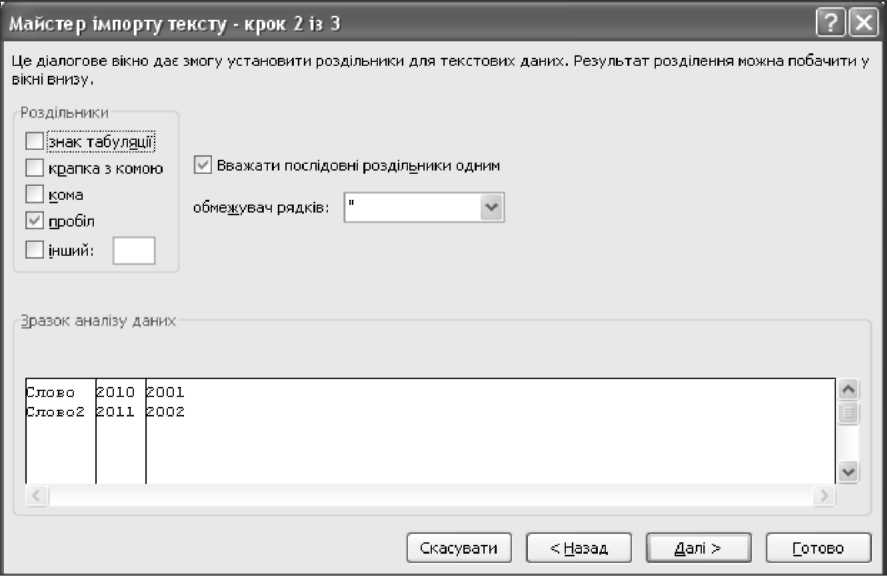 Майстер імпорту тексту - крок 2 із 3
Це діалогове вікно дає змогу установити роздільники для текстових даних. Результат розділення можна побачити у
вікні внизу.
Роздільники
знак табуляції
крапка з комою
кома
пробіл
інший:
Вважати послідовні роздільники одним
обмежувач рядків: "
Зразок аналізу даних
Слово 2010 2001
Слово2 2011 2002
Скасувати < Назад Далі > Готово